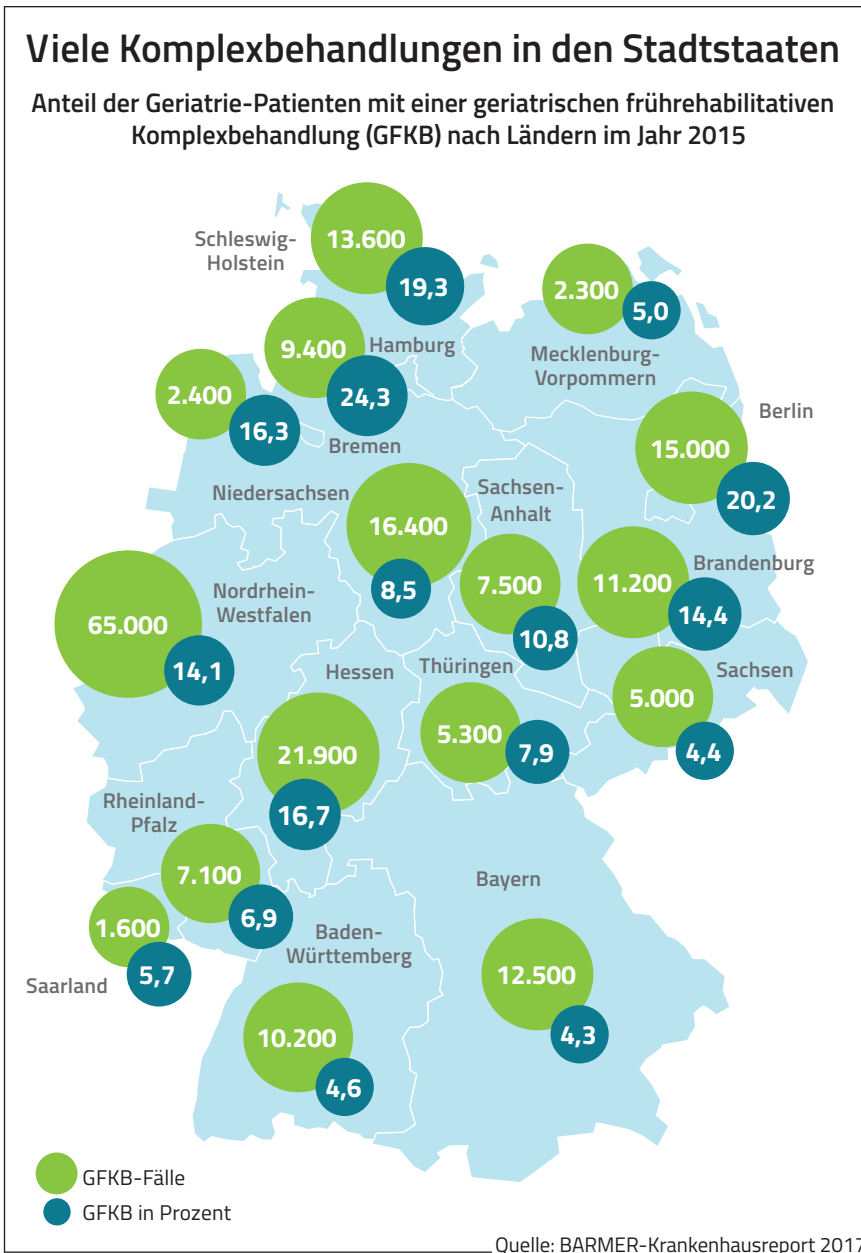 Viele Komplexbehandlungen in den Stadtstaaten
Anteil der Geriatrie-Patienten mit einer geriatrischen frührehabilitativen
Komplexbehandlung (GFKB) nach Ländern im Jahr 2015
Schleswig-
Holstein
13.600
19,3
2.300
5,0
Mecklenburg-
Vorpommern
9.400
Hamburg
24,3
2.400
16,3
Bremen
Berlin
15.000
20,2
Niedersachsen
16.400
8,5
Sachsen-
Anhalt
7.500
10,8
Brandenburg
11.200
14,4
Nordrhein-
Westfalen
65.000
14,1
Hessen
21.900
16,7
Thüringen
5.300
7,9
Sachsen
5.000
4,4
Rheinland-
Pfalz
7.100
6,9
1.600
5,7
Saarland
Baden-
Württemberg
10.200
4,6
Bayern
12.500
4,3
GFKB-Fälle
GFKB in Prozent
Quelle: BARMER-Krankenhausreport 2017